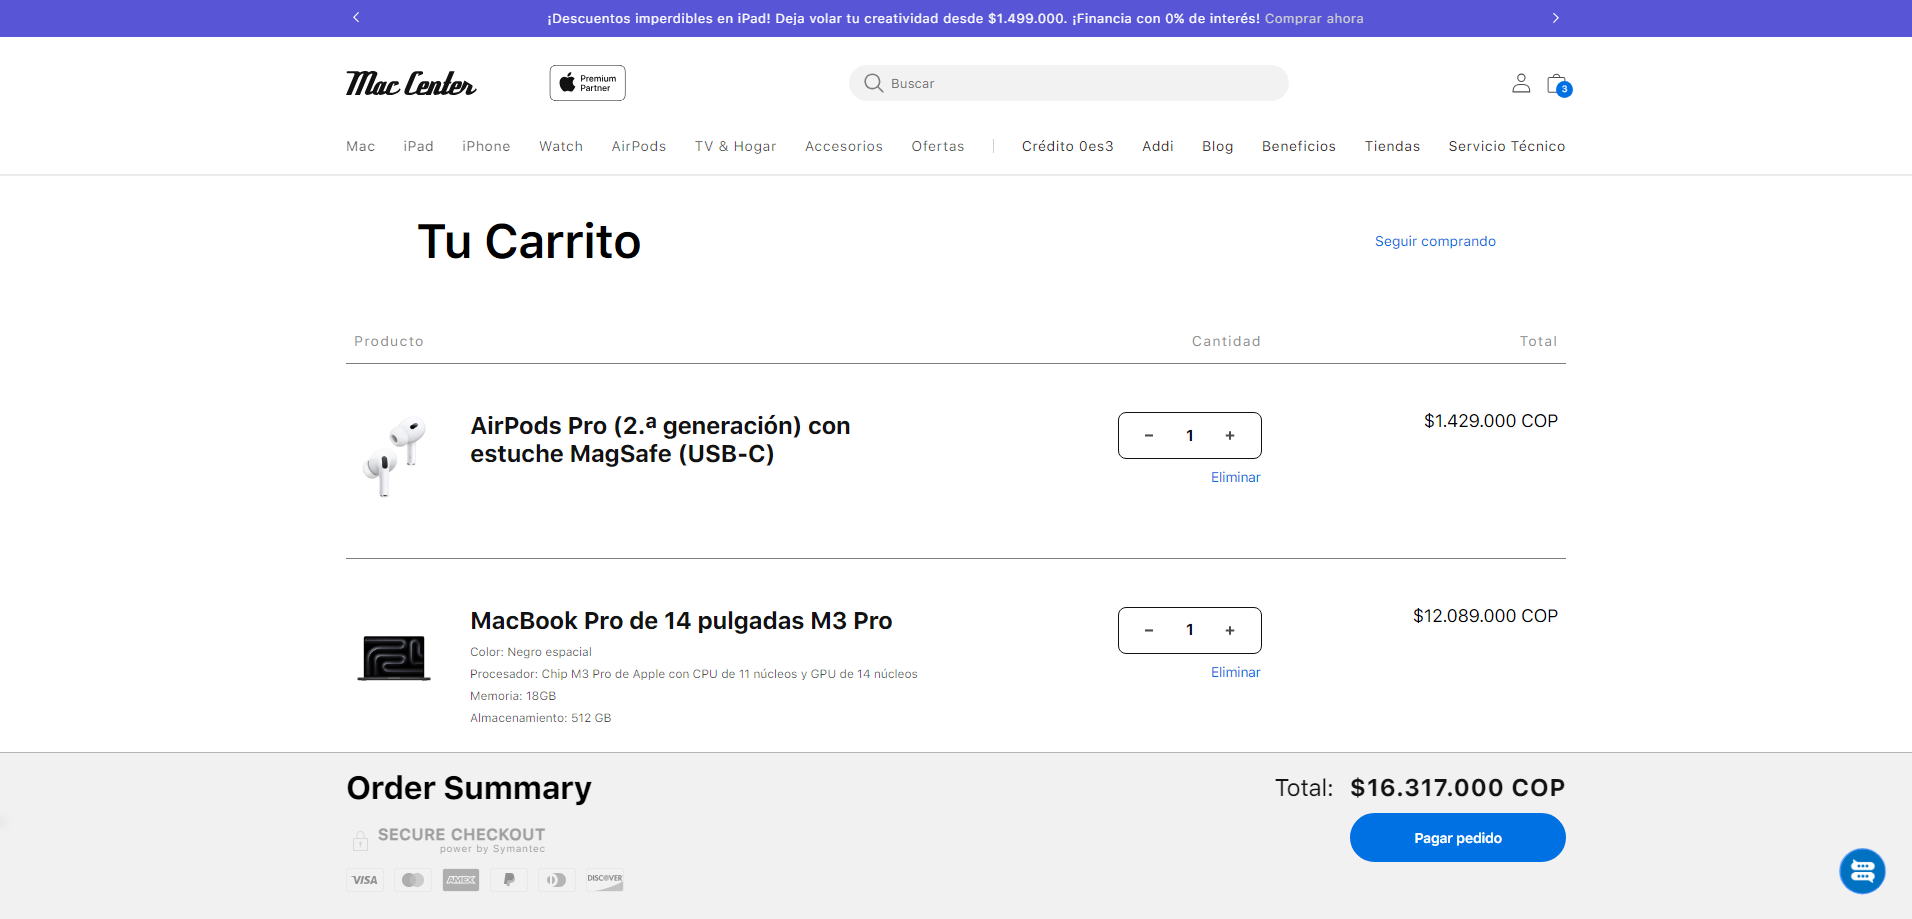 ¡Descuentos imperdibles en iPad! Deja volar tu creatividad desde $1.499.000. ¡Financia con 0% de interés! Comprar ahora
Mac Center
Premium
Partner
Buscar
3
Mac
iPad
iPhone
Watch
AirPods
TV & Hogar
Accesorios
Ofertas
Crédito 0es3
Addi
Blog
Beneficios
Tiendas
Servicio Técnico
Tu Carrito
Seguir comprando
Producto
Cantidad
Total
AirPods Pro (2.ª generación) con
estuche MagSafe (USB-C)
- 1 +
Eliminar
$1.429.000 COP
MacBook Pro de 14 pulgadas M3 Pro
Color: Negro espacial
Procesador: Chip M3 Pro de Apple con CPU de 11 núcleos y GPU de 14 núcleos
Memoria: 18GB
Almacenamiento: 512 GB
- 1 +
Eliminar
$12.089.000 COP
Order Summary
SECURE CHECKOUT
power by Symantec
VISA
AMEX
DISCOVER
Total: $16.317.000 COP
Pagar pedido